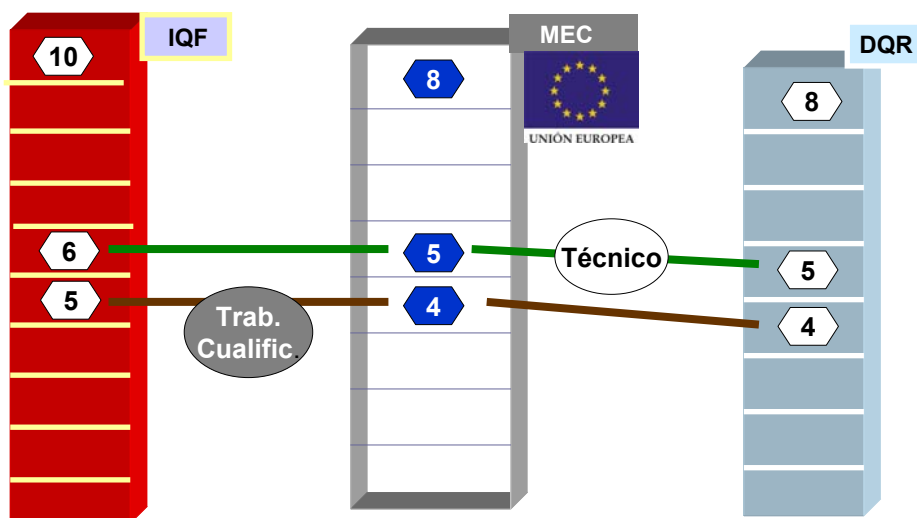 IQF
MEC
DQR
10
8
UNIÓN EUROPEA
8
6
5
Técnico
5
5
4
4
Trab.
Cualific.